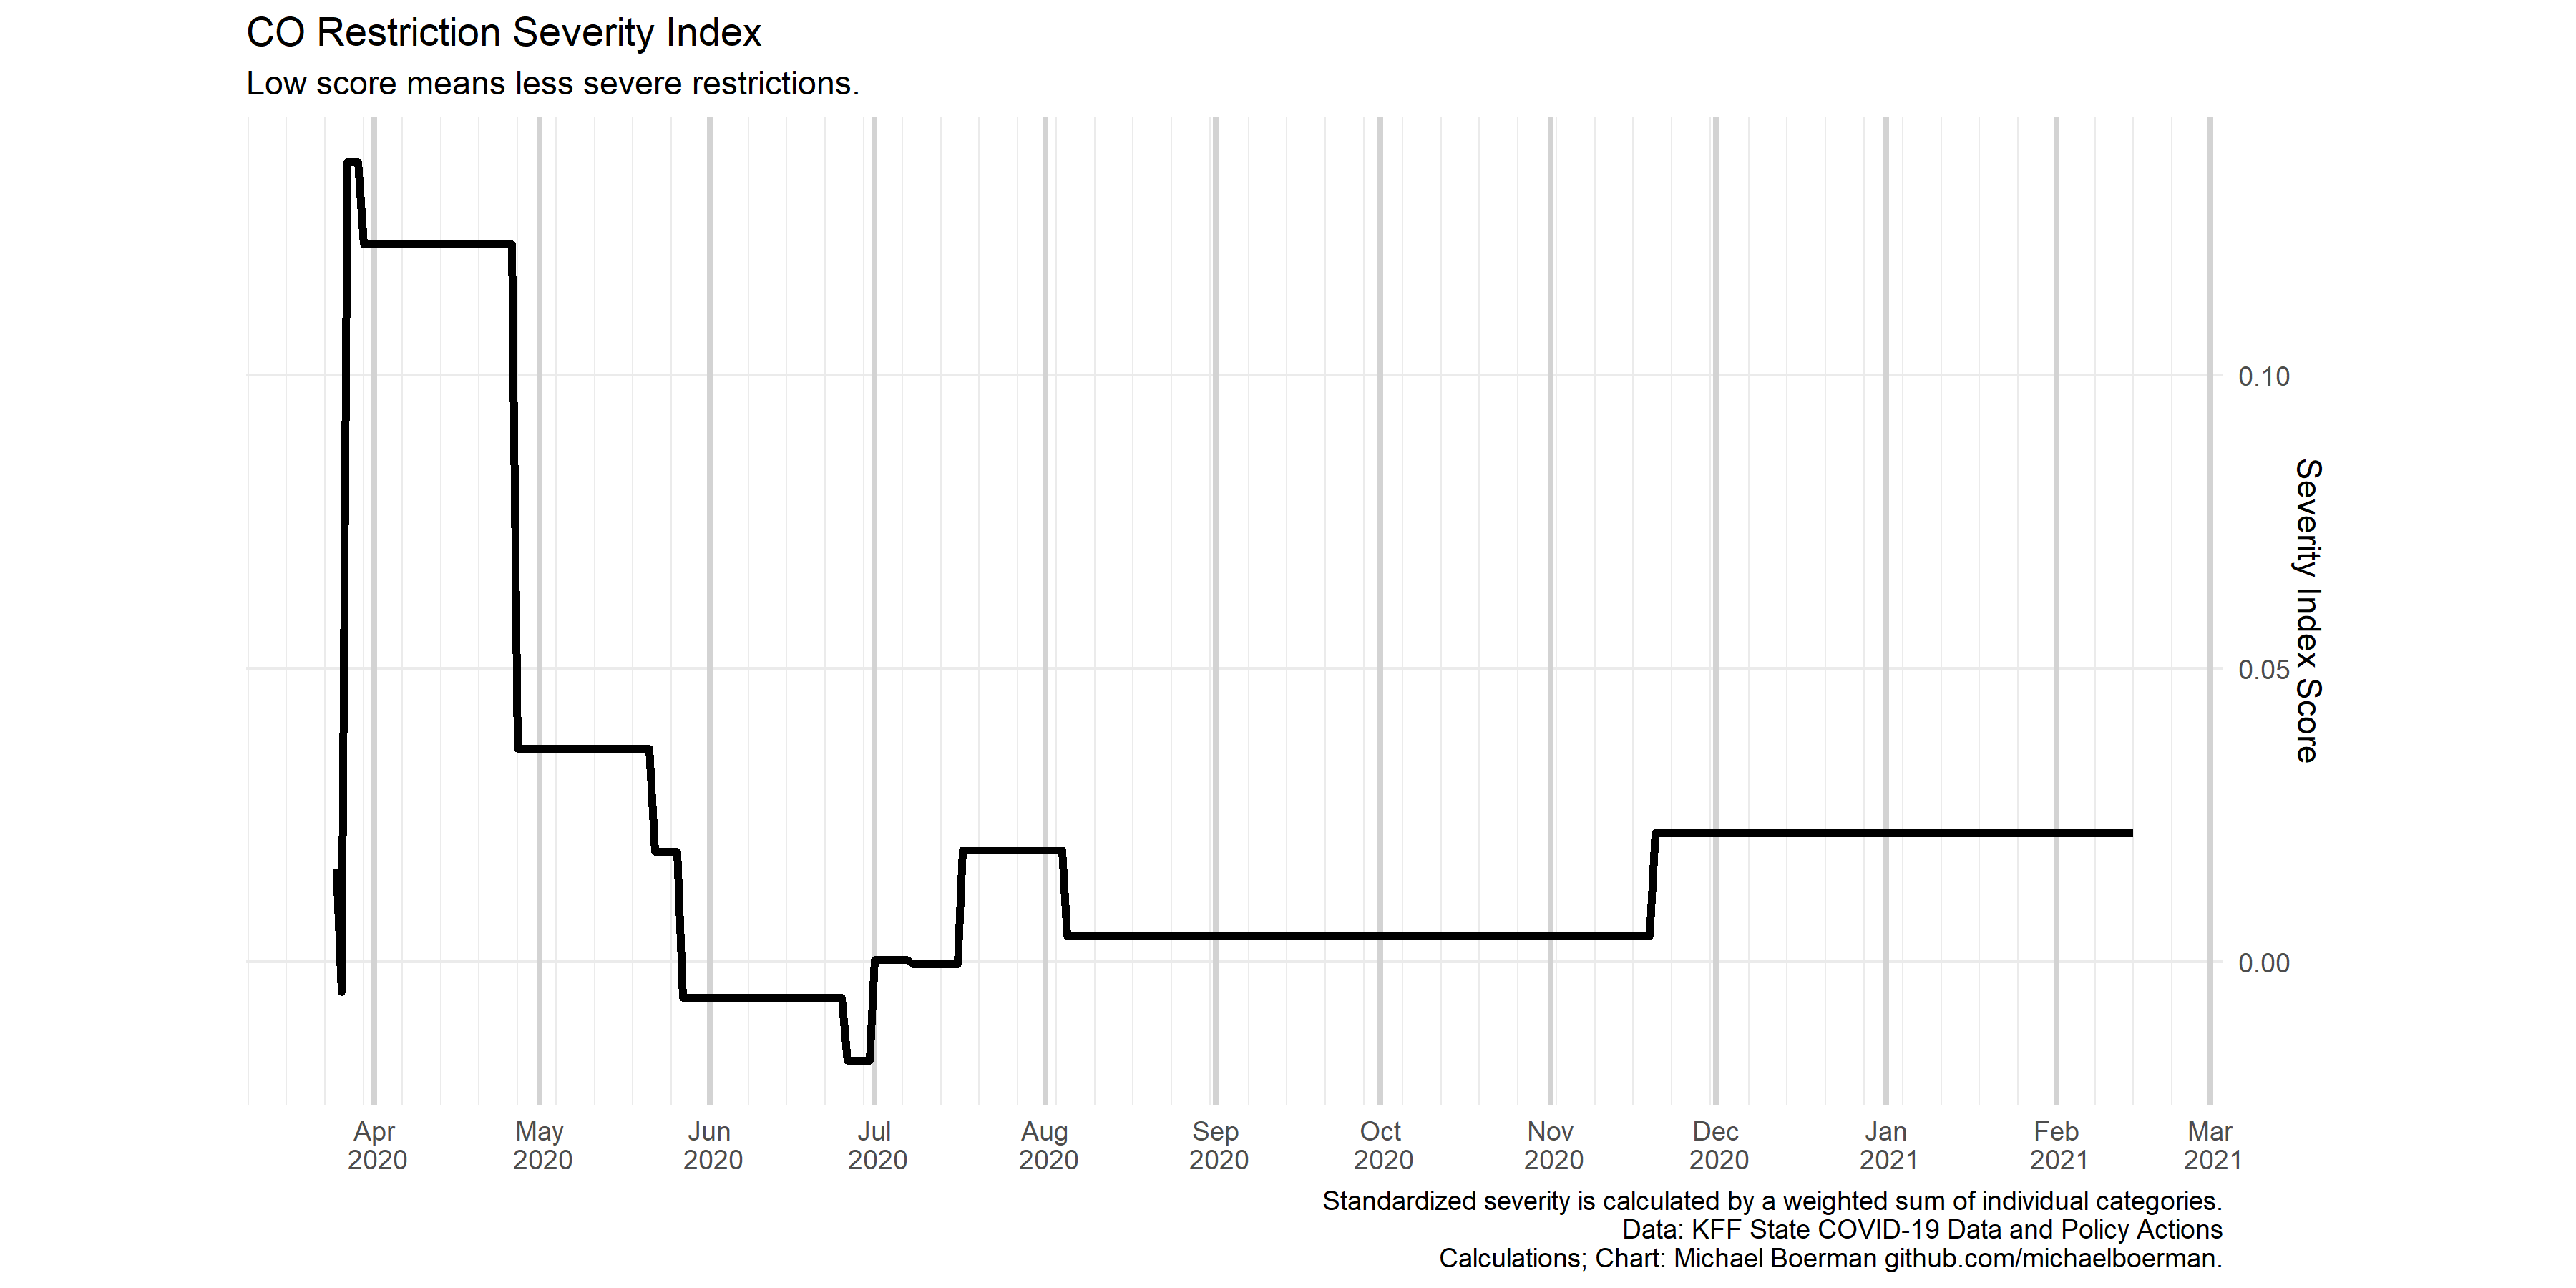 CO Restriction Severity Index
Low score means less severe restrictions.
0.10
0.05
0.00
Severity Index Score
Apr 2020
May 2020
Jun 2020
Jul 2020
Aug 2020
Sep 2020
Oct 2020
Nov 2020
Dec 2020
Jan 2021
Feb 2021
Mar 2021
Standardized severity is calculated by a weighted sum of individual categories.
Data: KFF State COVID-19 Data and Policy Actions
Calculations; Chart: Michael Boerman github.com/michaelboerman.